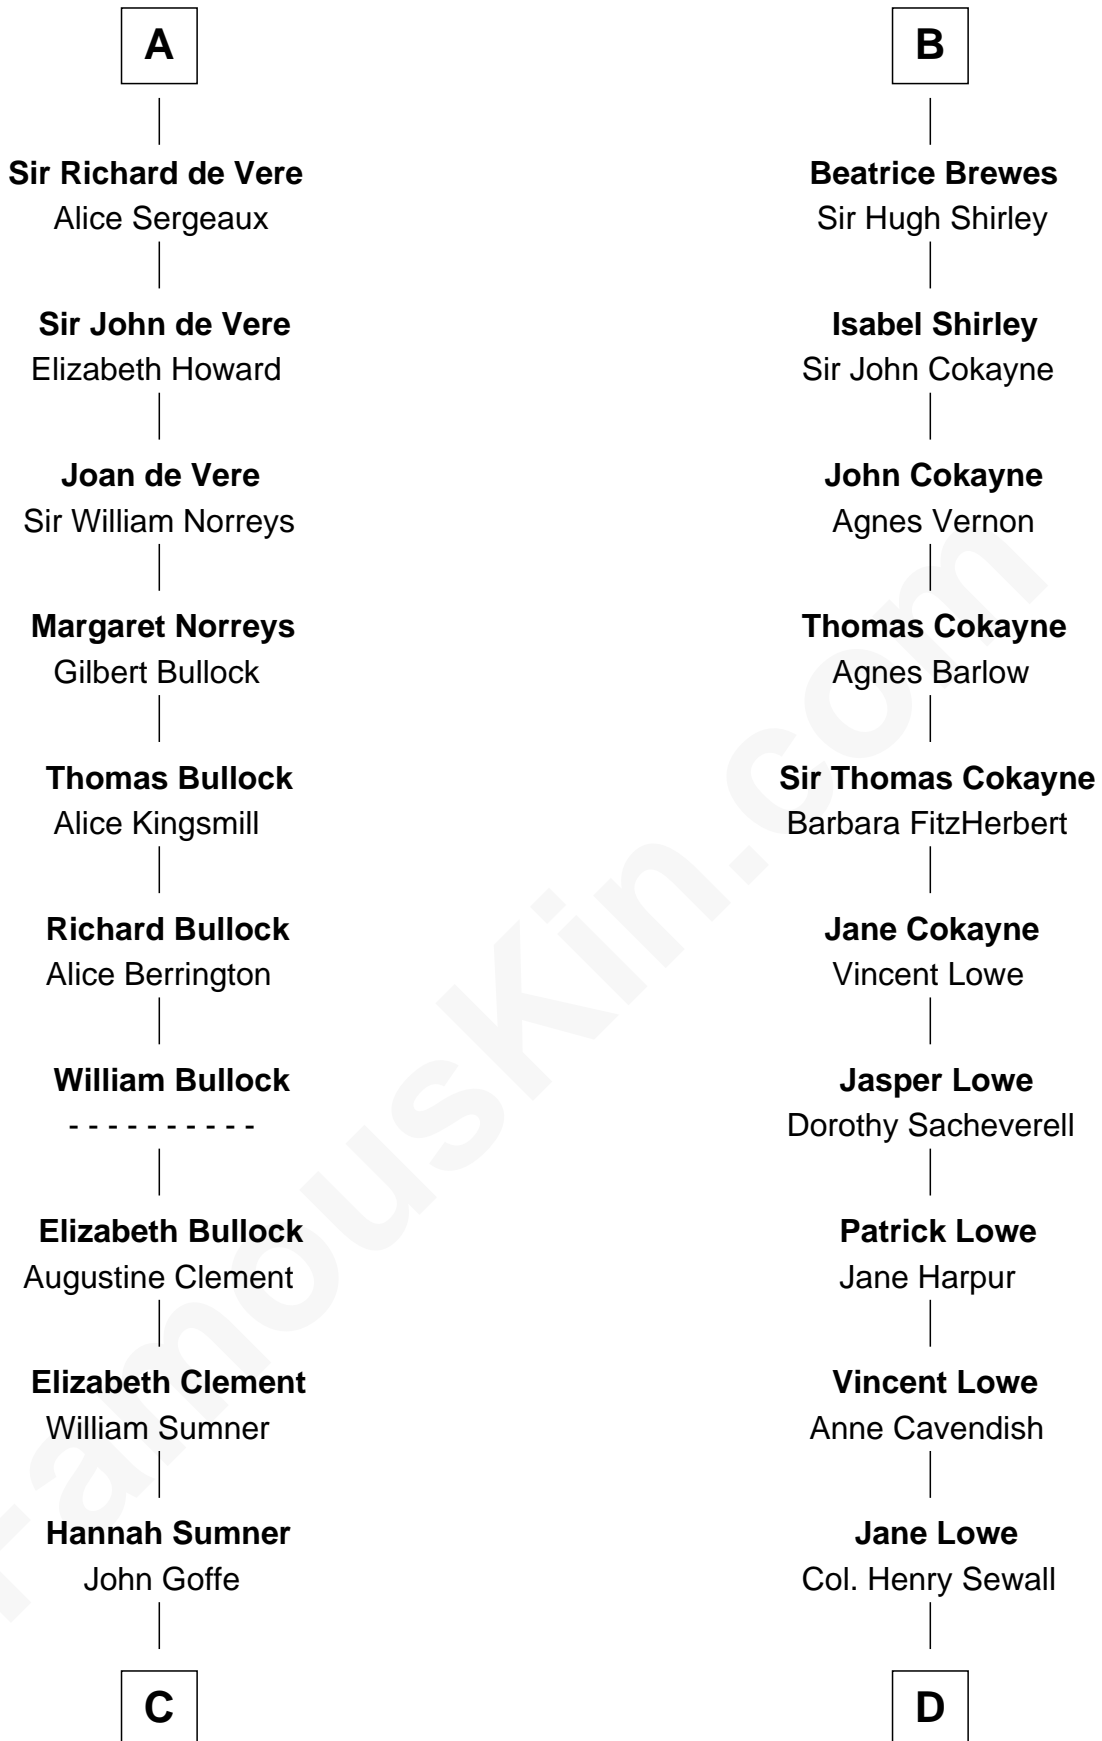 A
Sir Richard de Vere
Alice Sergeaux
Sir John de Vere
Elizabeth Howard
Joan de Vere
Sir William Norreys
Margaret Norreys
Gilbert Bullock
Thomas Bullock
Alice Kingsmill
Richard Bullock
Alice Berrington
William Bullock
- - - - - - - - - -
Elizabeth Bullock
Augustine Clement
Elizabeth Clement
William Sumner
Hannah Sumner
John Goffe
C
B
Beatrice Brewes
Sir Hugh Shirley
Isabel Shirley
Sir John Cokayne
John Cokayne
Agnes Vernon
Thomas Cokayne
Agnes Barlow
Sir Thomas Cokayne
Barbara FitzHerbert
Jane Cokayne
Vincent Lowe
Jasper Lowe
Dorothy Sacheverell
Patrick Lowe
Jane Harpur
Vincent Lowe
Anne Cavendish
Jane Lowe
Col. Henry Sewall
D
FamousKin.com